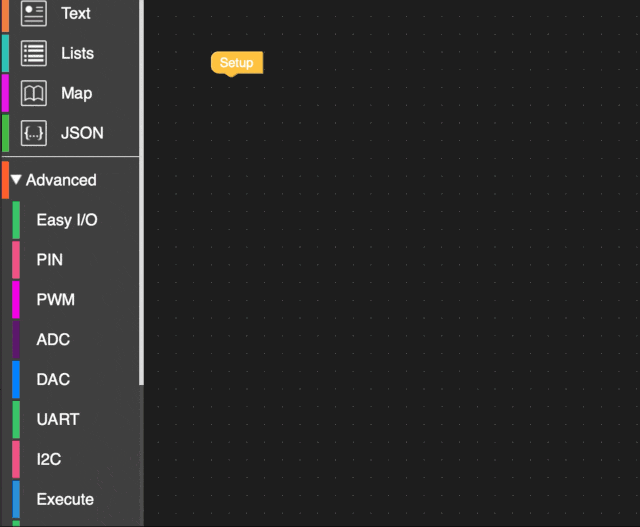 Text
Lists
Map
{...} JSON
Advanced
Easy I/O
PIN
PWM
ADC
DAC
UART
I2C
Execute
Setup